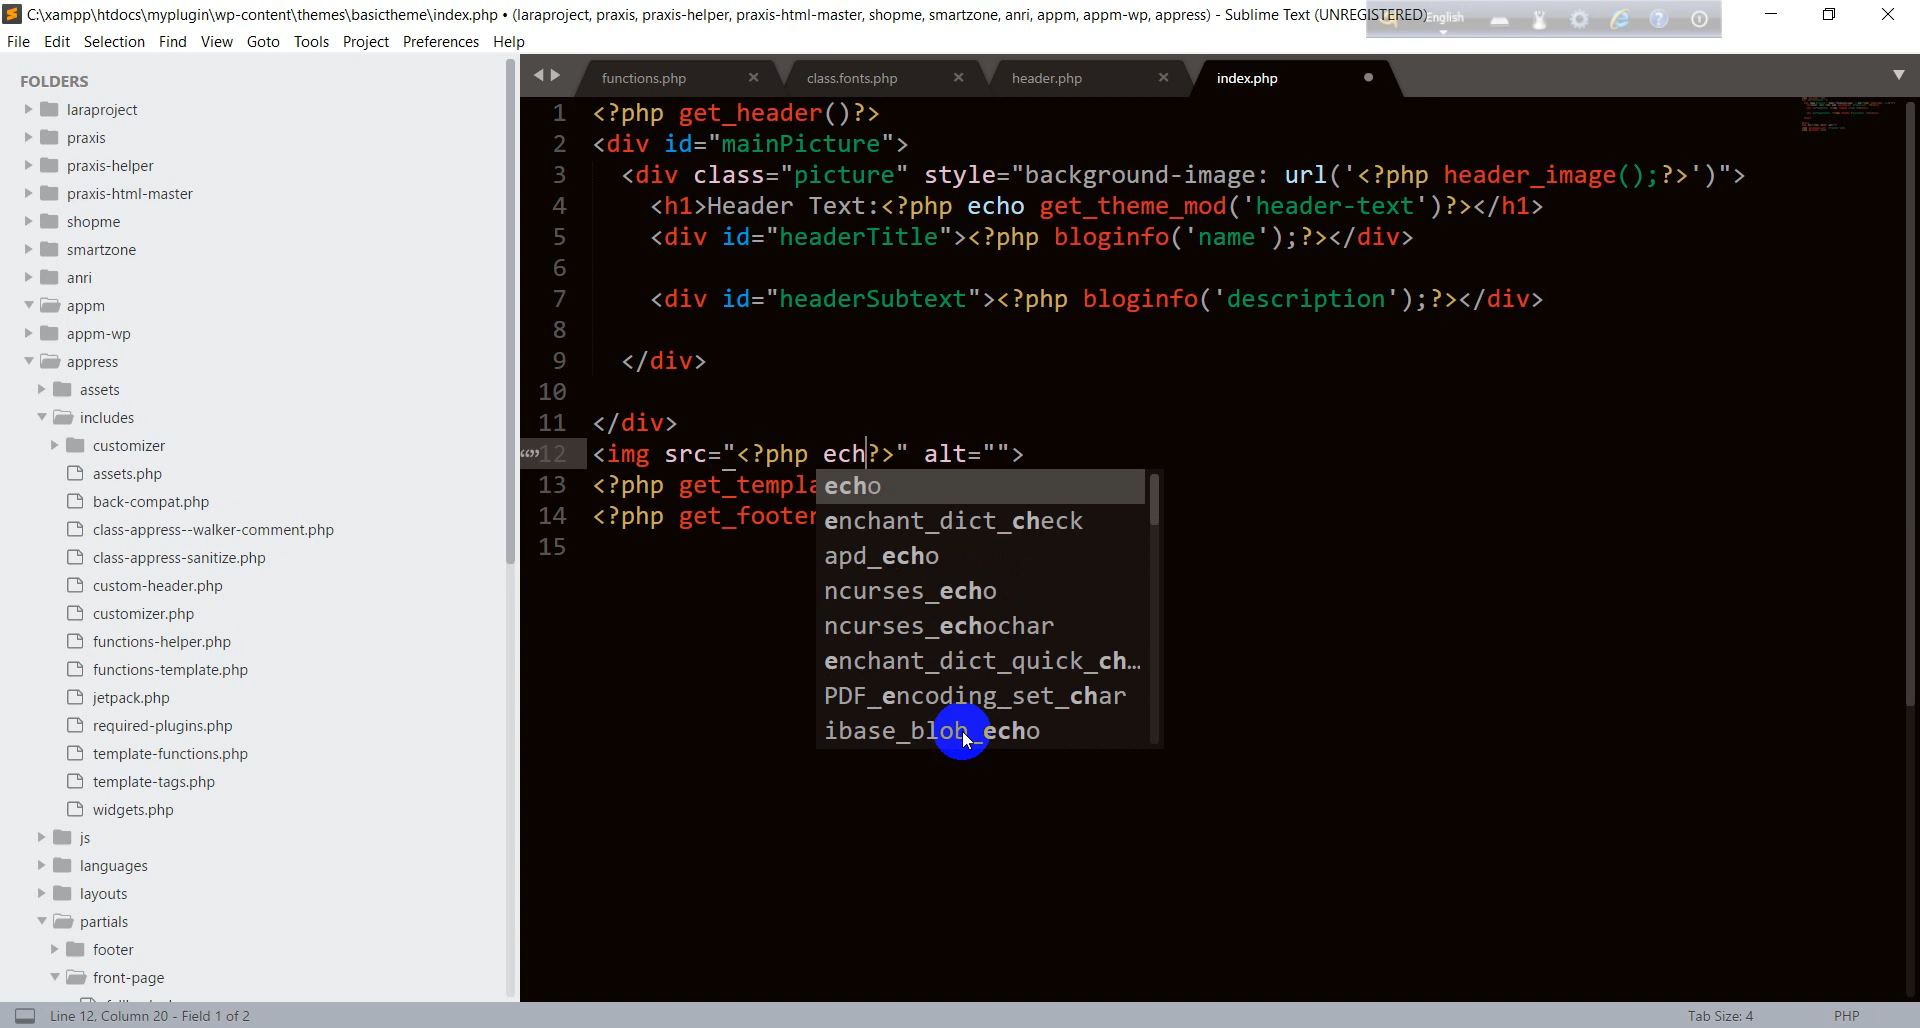 C:\xampp\htdocs\myplugin\wp-content\themes\basictheme\index.php • (laraproject, praxis, praxis-helper, praxis-html-master, shopme, smartzone, anri, appm, appm-wp, appress) - Sublime Text (UNREGISTERED)
English
File Edit Selection Find View Goto Tools Project Preferences Help
FOLDERS
laraproject
praxis
praxis-helper
praxis-html-master
shopme
smartzone
anri
appm
appm-wp
appress
assets
includes
customizer
assets.php
back-compat.php
class-appress--walker-comment.php
class-appress-sanitize.php
custom-header.php
customizer.php
functions-helper.php
functions-template.php
jetpack.php
required-plugins.php
template-functions.php
template-tags.php
widgets.php
js
languages
layouts
partials
footer
front-page
functions.php × class.fonts.php × header.php × index.php
1 <?php get_header()?>
2 <div id="mainPicture">
3 <div class="picture" style="background-image: url('<?php header_image();?>')">
4 <h1>Header Text:<?php echo get_theme_mod('header-text')?></h1>
5 <div id="headerTitle"><?php bloginfo('name');?></div>
6
7 <div id="headerSubtext"><?php bloginfo('description');?></div>
8
9 </div>
10
11 </div>
12 <img src="<?php ech?>" alt="">
13 <?php get_templa
14 <?php get_footer
15
echo
enchant_dict_check
apd_echo
ncurses_echo
ncurses_echochar
enchant_dict_quick_ch…
PDF_encoding_set_char
ibase_blob_echo
Line 12, Column 20 - Field 1 of 2
Tab Size: 4
PHP